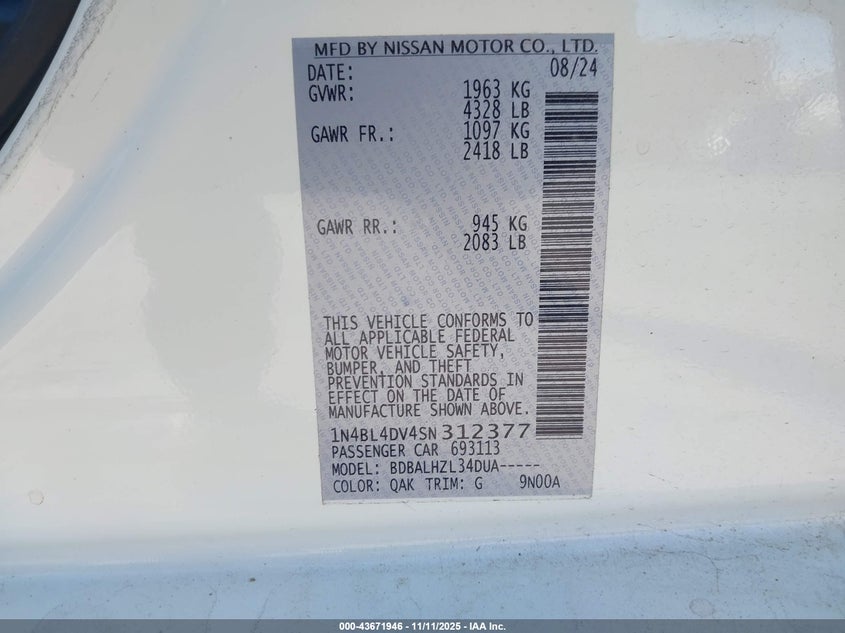 MFD BY NISSAN MOTOR CO., LTD.
DATE: 08/24
GVWR: 1963 KG
4328 LB
GAWR FR.: 1097 KG
2418 LB
GAWR RR.: 945 KG
2083 LB
THIS VEHICLE CONFORMS TO
ALL APPLICABLE FEDERAL
MOTOR VEHICLE SAFETY,
BUMPER, AND THEFT
PREVENTION STANDARDS IN
EFFECT ON THE DATE OF
MANUFACTURE SHOWN ABOVE.
1N4BL4DV4SN312377
PASSENGER CAR 693113
MODEL: BDBALHZL34DUA-----
COLOR: QAK TRIM: G 9N00A
000-43671946 - 11/11/2025 - IAA Inc.